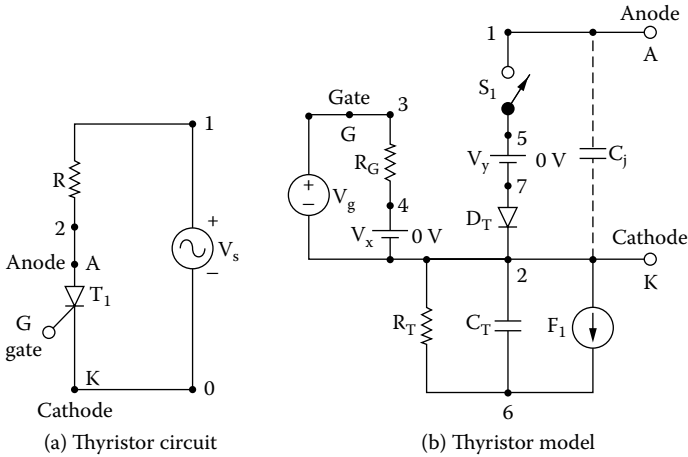 1
R
2
Anode A
T1
G
gate
K
Cathode
0
+
Vs
−
(a) Thyristor circuit
Anode
A
1
S1
5
Vy 0 V
7
DT
Cj
Gate
G
3
RG
4
+
−
Vg
Vx 0 V
Cathode
K
2
RT
CT
F1
6
(b) Thyristor model